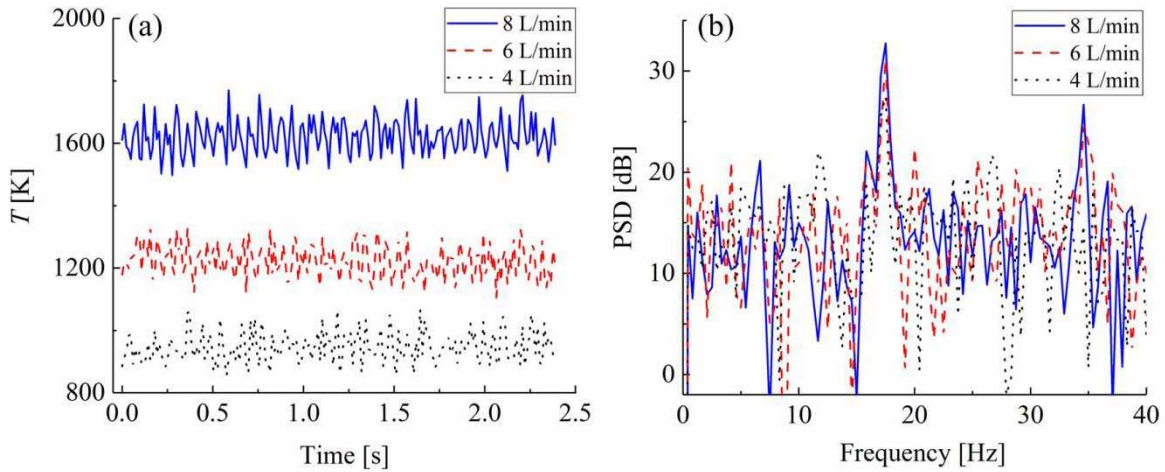 (a)
8 L/min
6 L/min
4 L/min
2000
1600
1200
800
T [K]
0.0 0.5 1.0 1.5 2.0 2.5
Time [s]
(b)
8 L/min
6 L/min
4 L/min
30
20
10
0
PSD [dB]
0 10 20 30 40
Frequency [Hz]